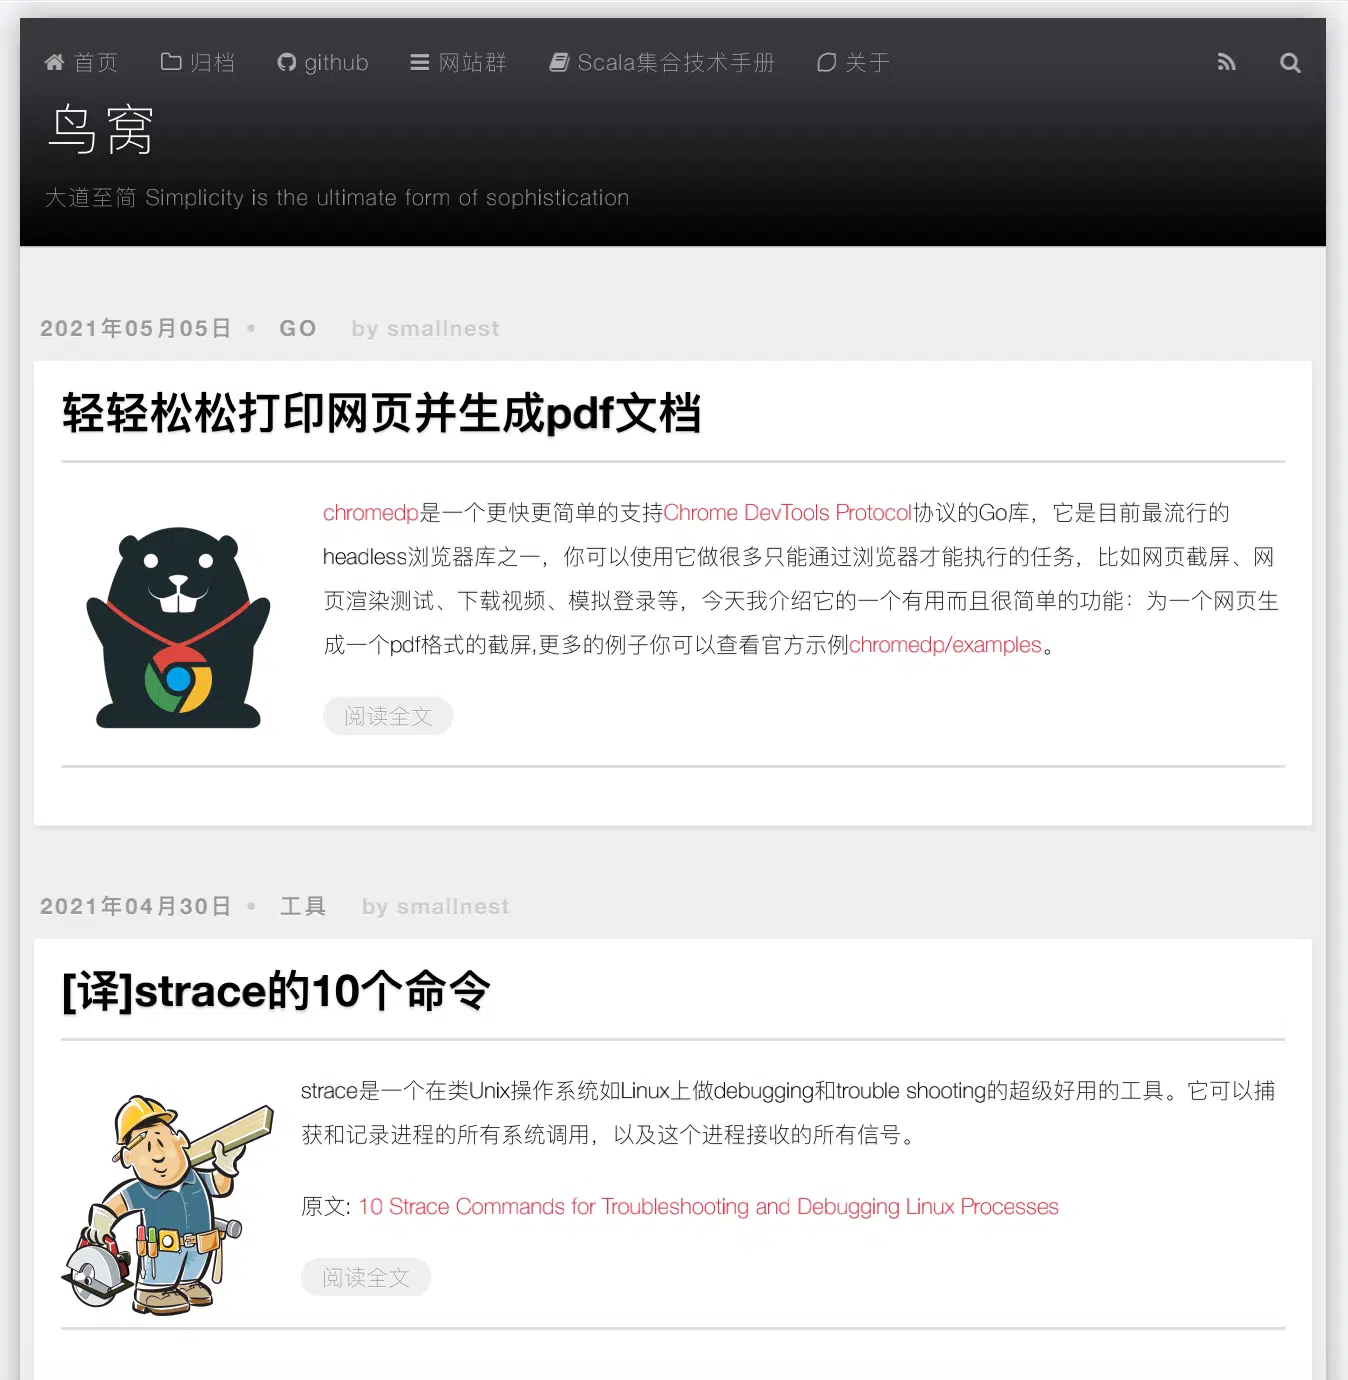 首页 归档 github 网站群 Scala集合技术手册 关于
鸟窝
大道至简 Simplicity is the ultimate form of sophistication
2021年05月05日 • GO by smallnest
轻轻松松打印网页并生成pdf文档
chromedp是一个更快更简单的支持Chrome DevTools Protocol协议的Go库，它是目前最流行的
headless浏览器库之一，你可以使用它做很多只能通过浏览器才能执行的任务，比如网页截屏、网
页渲染测试、下载视频、模拟登录等，今天我介绍它的一个有用而且很简单的功能：为一个网页生
成一个pdf格式的截屏,更多的例子你可以查看官方示例chromedp/examples。
阅读全文
2021年04月30日 • 工具 by smallnest
[译]strace的10个命令
strace是一个在类Unix操作系统如Linux上做debugging和trouble shooting的超级好用的工具。它可以捕
获和记录进程的所有系统调用，以及这个进程接收的所有信号。
原文: 10 Strace Commands for Troubleshooting and Debugging Linux Processes
阅读全文